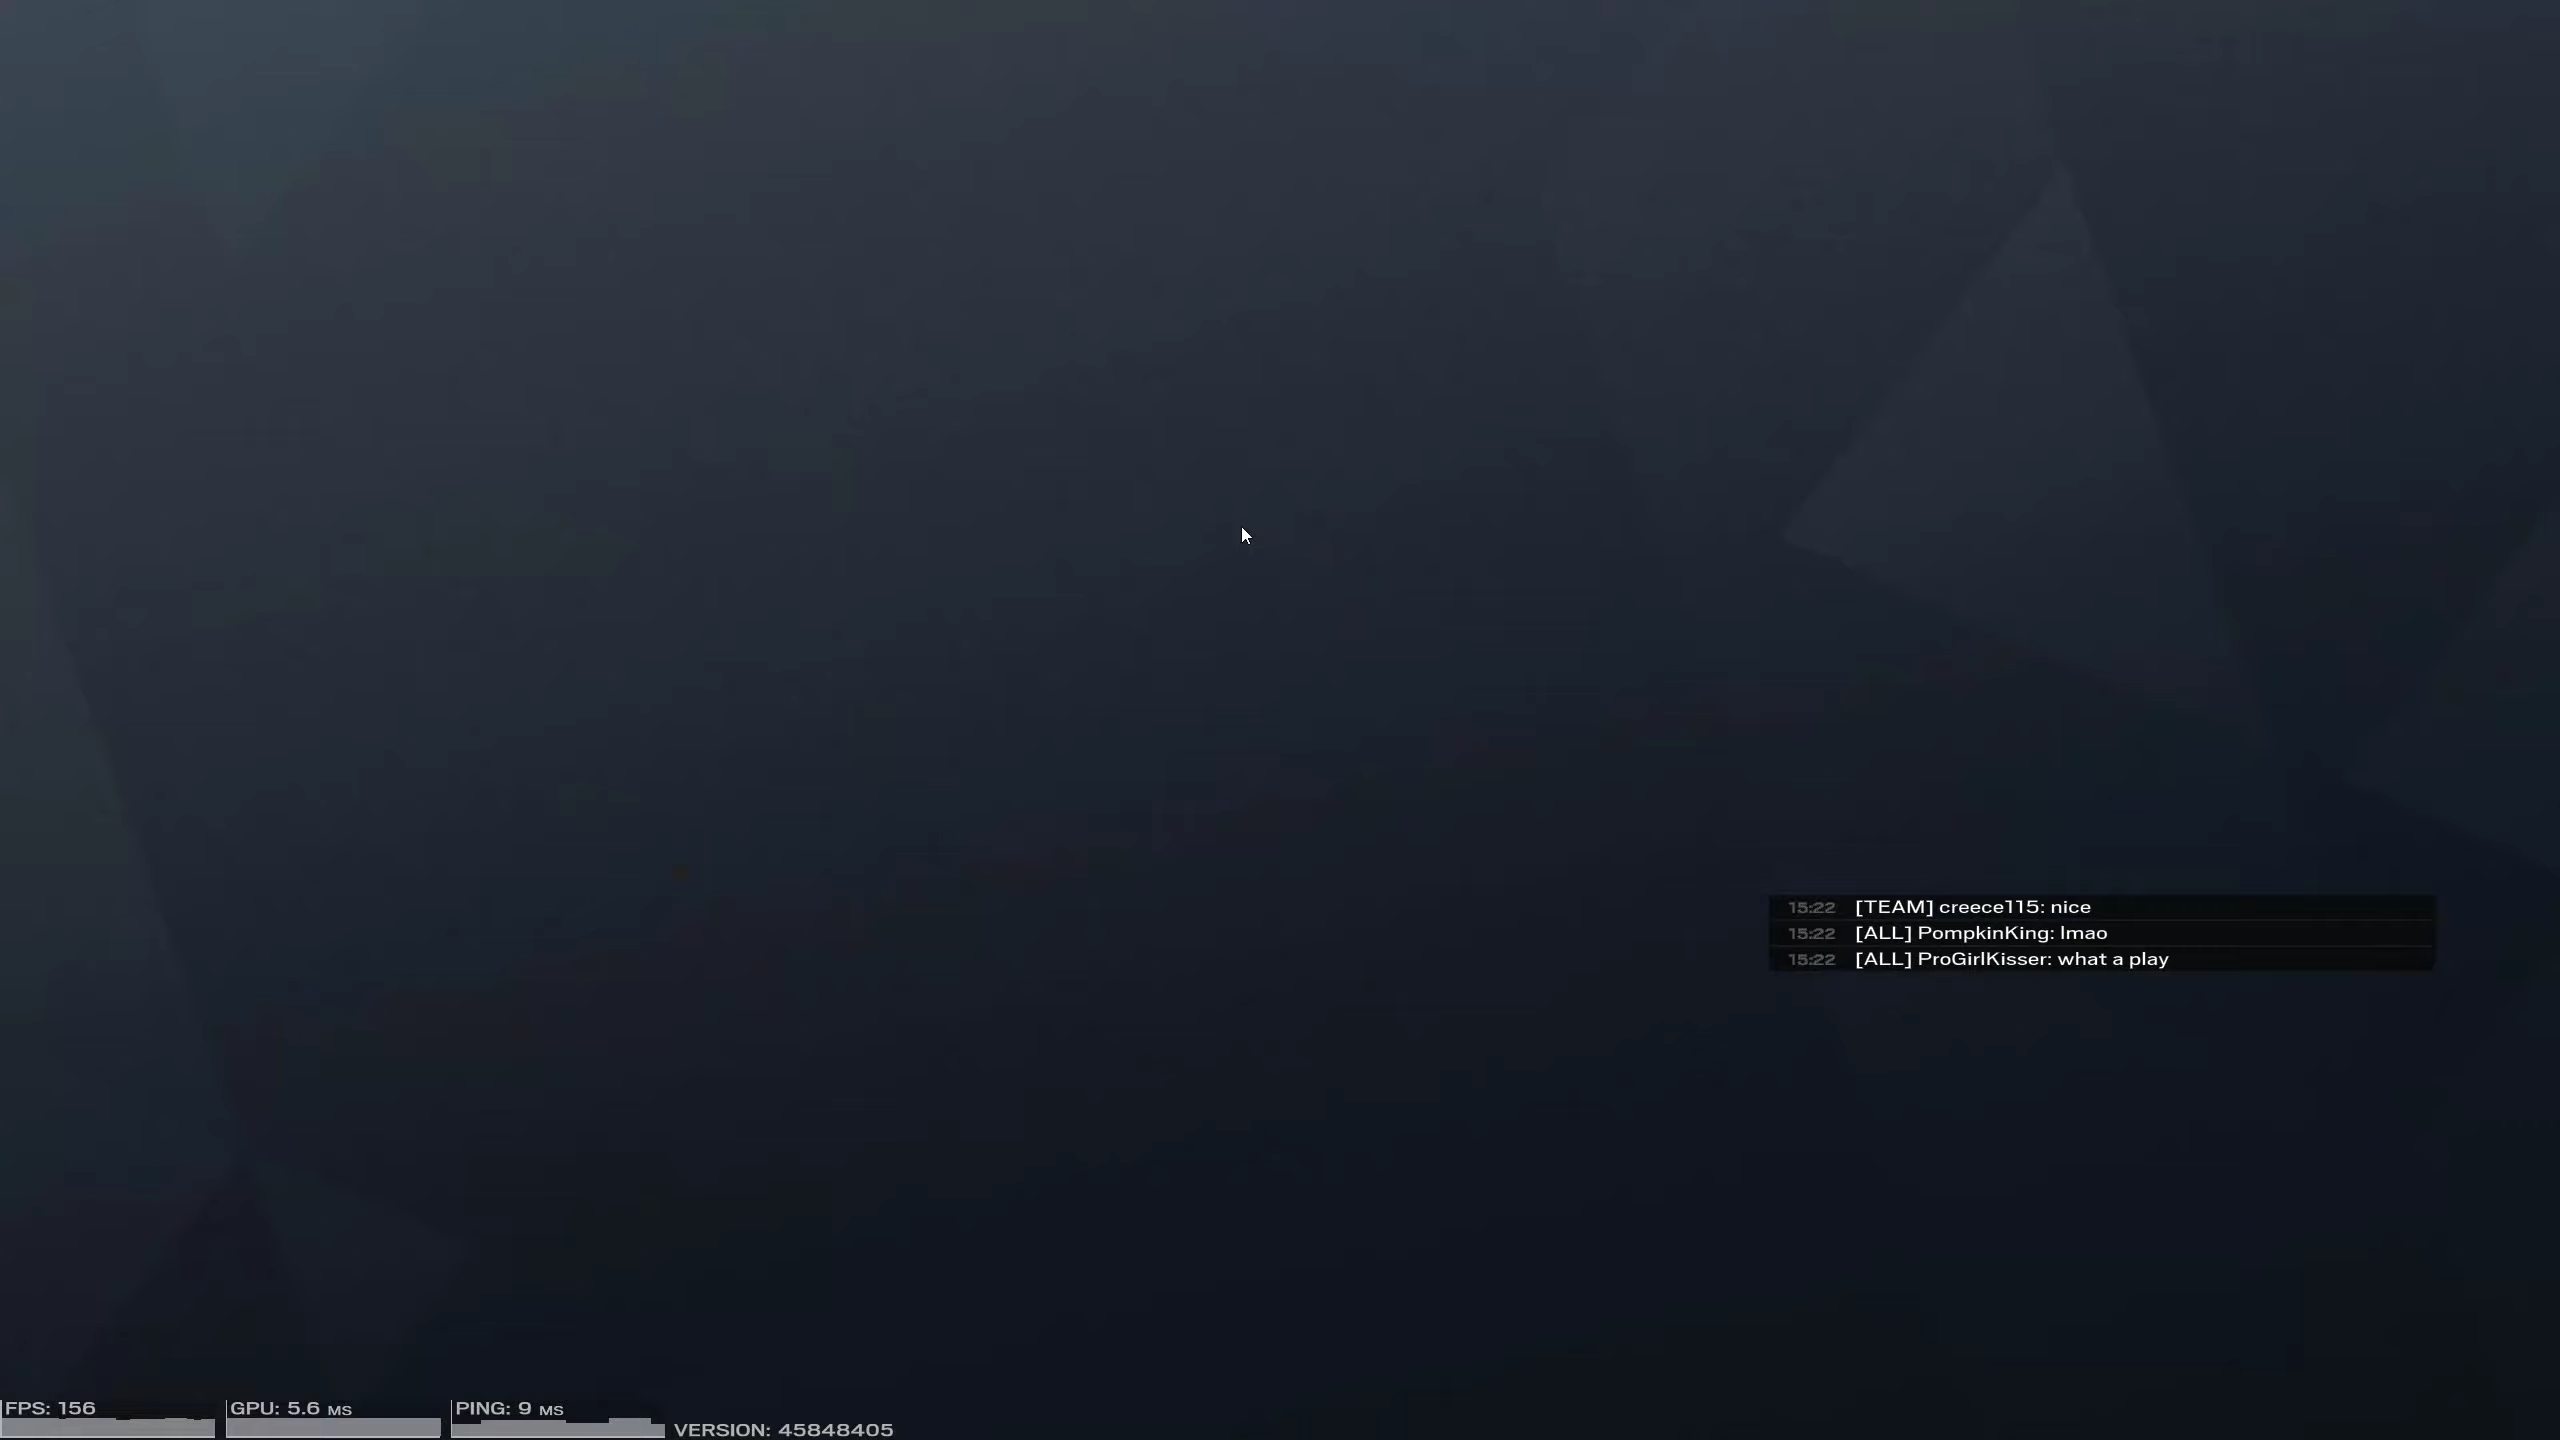 15:22 [TEAM] creece115: nice
15:22 [ALL] PompkinKing: lmao
15:22 [ALL] ProGirlKisser: what a play
FPS: 156 GPU: 5.6 MS PING: 9 MS VERSION: 45848405